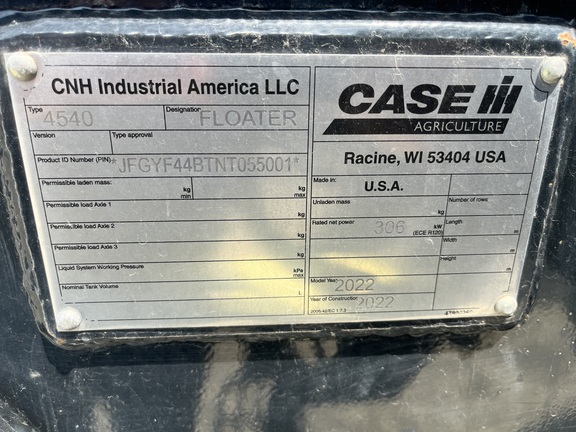 CNH Industrial America LLC
Type 4540 Designation FLOATER
Version Type approval
Product ID Number (PIN) *JFGYF44BTNT055001*
Permissible laden mass: kg min kg max
Permissible load Axle 1 kg
Permissible load Axle 2 kg
Permissible load Axle 3 kg
Liquid System Working Pressure kPa max
Nominal Tank Volume L
CASE IH
AGRICULTURE
Racine, WI 53404 USA
Made in: U.S.A.
Unladen mass kg Number of rows
Rated net power 306 kW (ECE R120) Length m
Width m
Height m
Model Year 2022
Year of Construction 2022